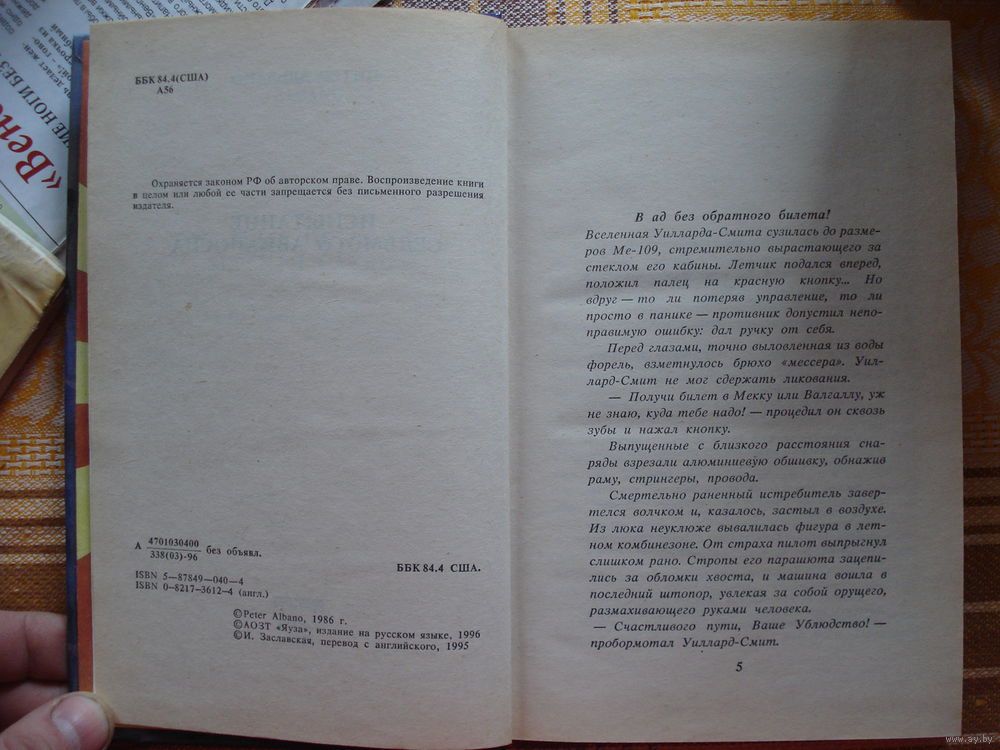 «Вен
ИЕ НОГИ БЕЗ
ББК 84.4(США)
А56
Охраняется законом РФ об авторском праве. Воспроизведение книги
в целом или любой ее части запрещается без письменного разрешения
издателя.
А 4701030400 без объявл.
338(03)-96
ББК 84.4 США.
ISBN 5—87849—040—4
ISBN 0—8217—3612—4 (англ.)
©Peter Albano, 1986 г.
©АОЗТ «Яуза», издание на русском языке, 1996
©И. Заславская, перевод с английского, 1995
В ад без обратного билета!
Вселенная Уилларда-Смита сузилась до разме-
ров Ме-109, стремительно вырастающего за
стеклом его кабины. Летчик подался вперед,
положил палец на красную кнопку... Но
вдруг — то ли потеряв управление, то ли
просто в панике — противник допустил непо-
правимую ошибку: дал ручку от себя.
Перед глазами, точно выловленная из воды
форель, взметнулось брюхо «мессера». Уил-
лард-Смит не мог сдержать ликования.
— Получи билет в Мекку или Валгаллу, уж
не знаю, куда тебе надо! — процедил он сквозь
зубы и нажал кнопку.
Выпущенные с близкого расстояния сна-
ряды взрезали алюминиевую обшивку, обнажив
раму, стрингеры, провода.
Смертельно раненный истребитель завер-
телся волчком и, казалось, застыл в воздухе.
Из люка неуклюже вывалилась фигура в лет-
ном комбинезоне. От страха пилот выпрыгнул
слишком рано. Стропы его парашюта зацепи-
лись за обломки хвоста, и машина вошла в
последний штопор, увлекая за собой орущего,
размахивающего руками человека.
— Счастливого пути, Ваше Ублюдство! —
пробормотал Уиллард-Смит.
5
www.ay.by